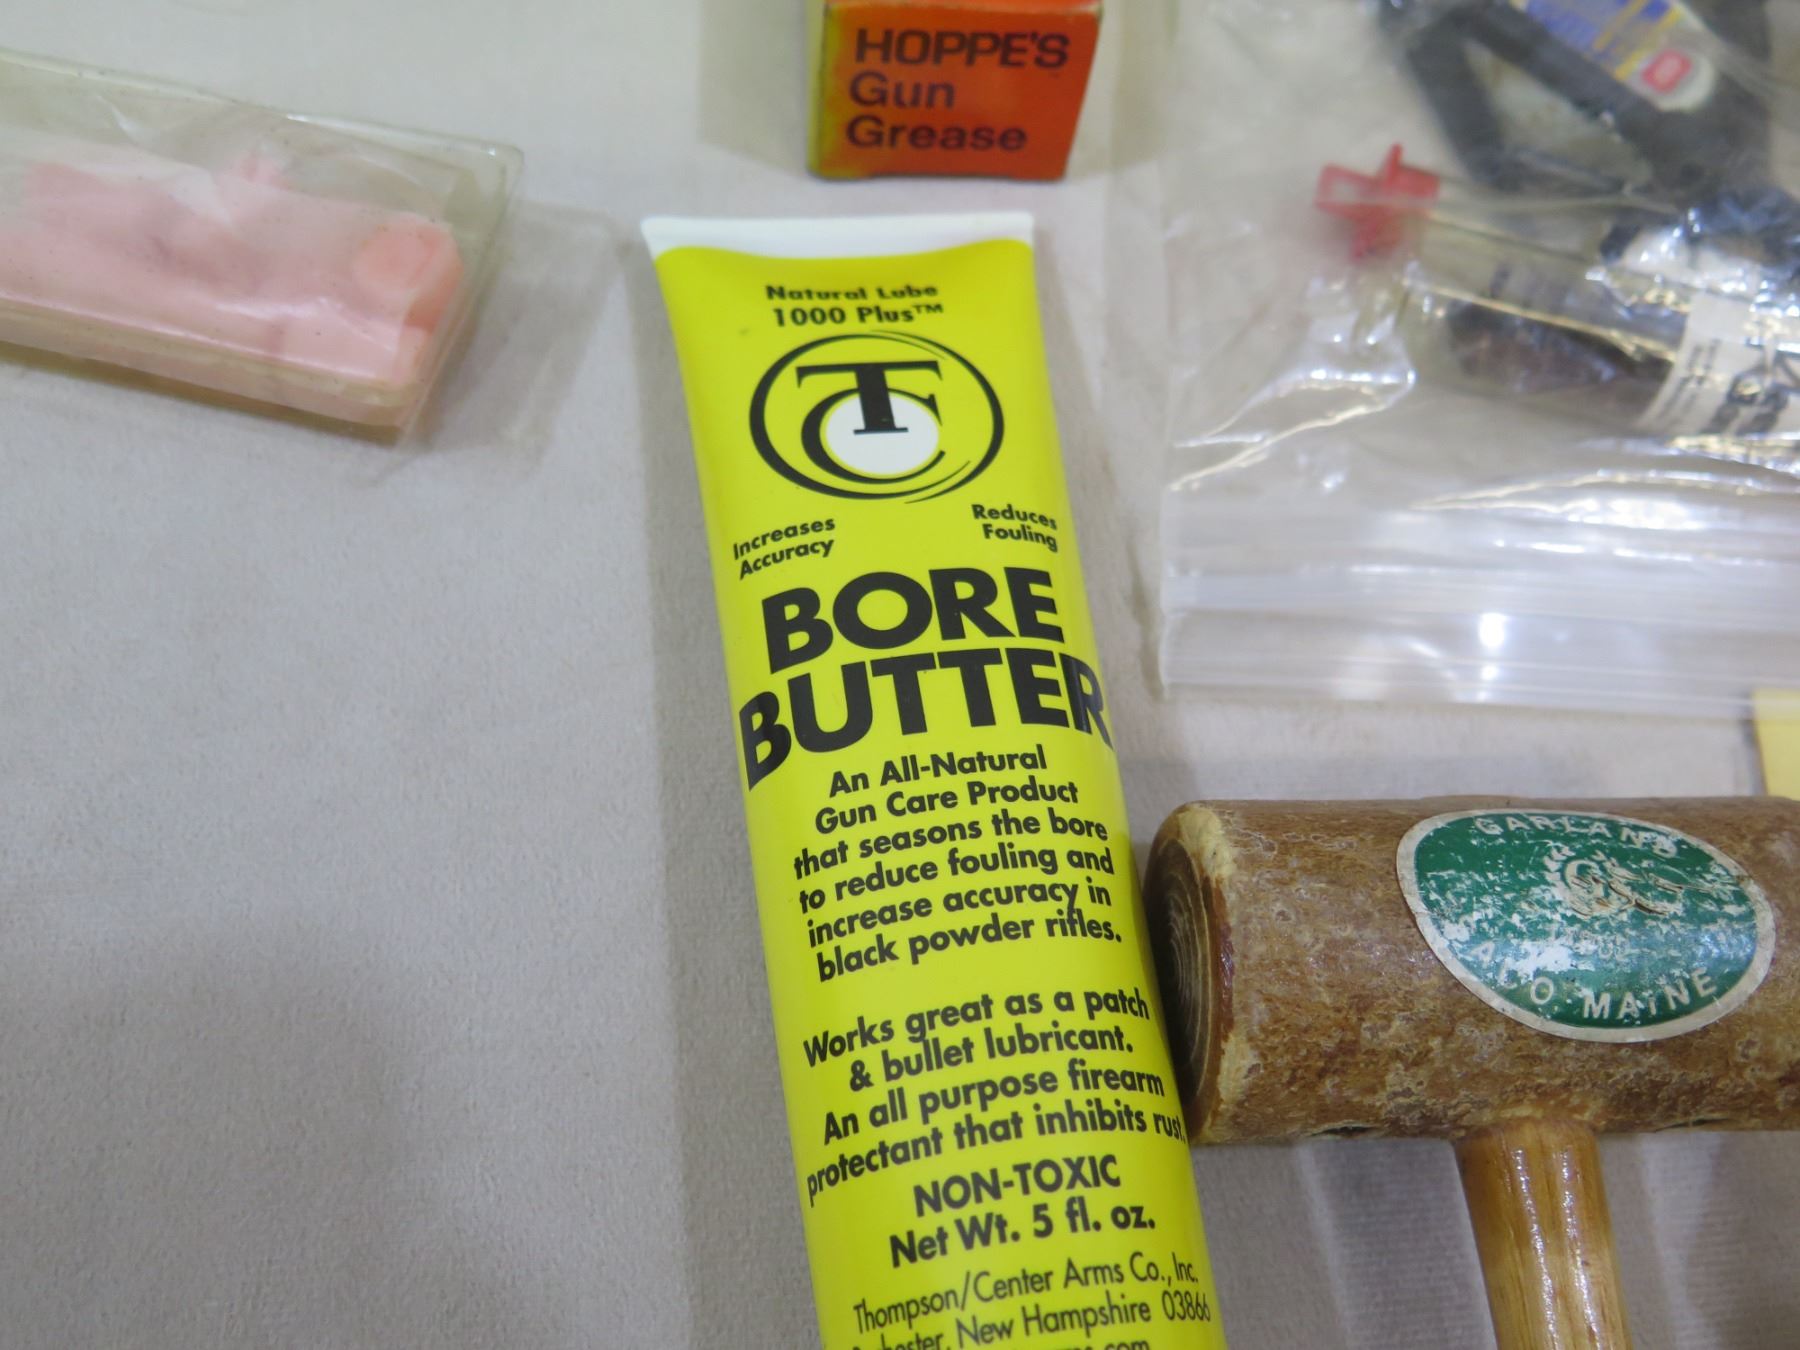 HOPPE'S
Gun
Grease
Natural Lube
1000 Plus™
TC
Increases
Accuracy
Reduces
Fouling
BORE
BUTTER
An All-Natural
Gun Care Product
that seasons the bore
to reduce fouling and
increase accuracy in
black powder rifles.
Works great as a patch
& bullet lubricant.
An all purpose firearm
protectant that inhibits rust.
NON-TOXIC
Net Wt. 5 fl. oz.
Thompson/Center Arms Co., Inc.
New Hampshire 03866
GARLAND
MAINE